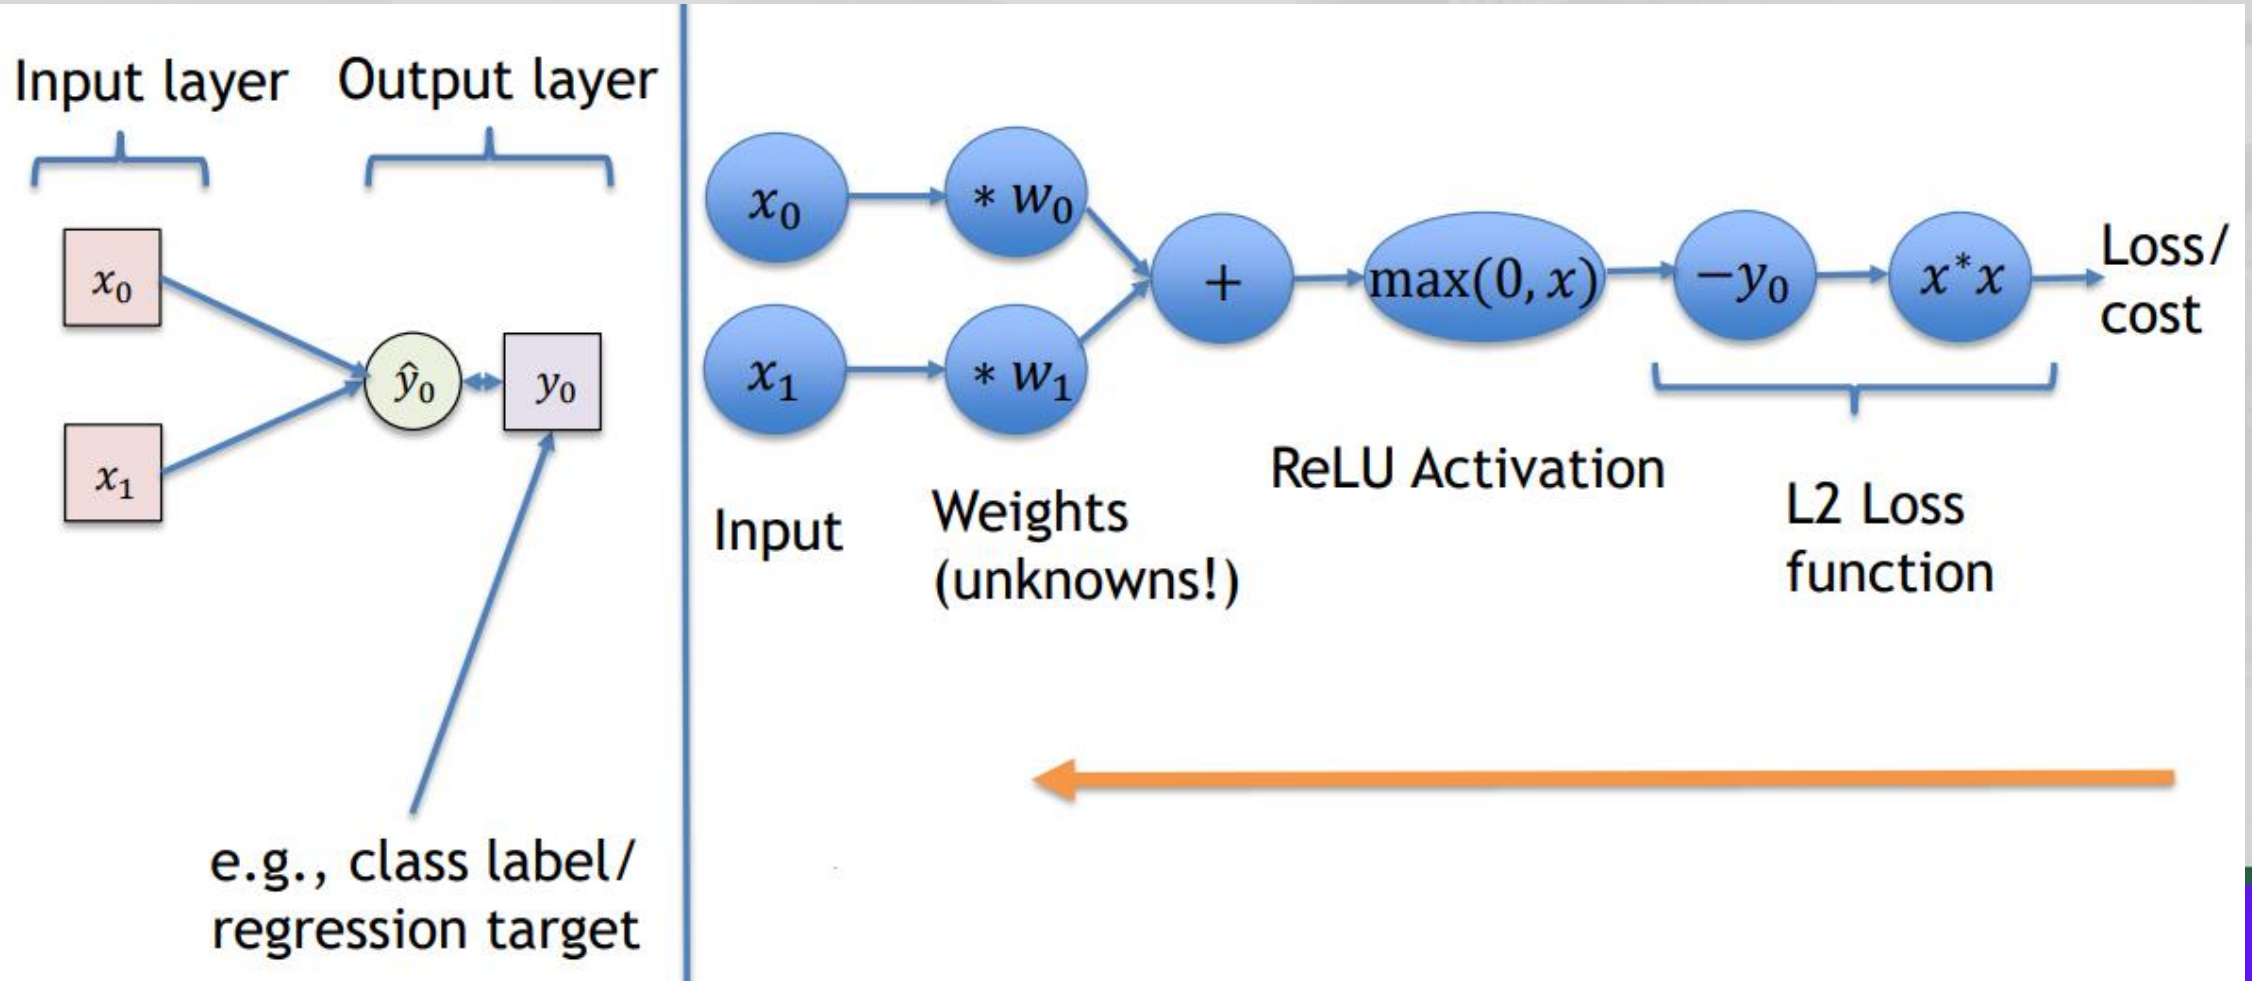 Input layer
Output layer
x₀
x₁
ŷ₀
y₀
e.g., class label/
regression target
x₀
* w₀
x₁
* w₁
+
max(0, x)
−y₀
x*x
Loss/
cost
Input
Weights
(unknowns!)
ReLU Activation
L2 Loss
function